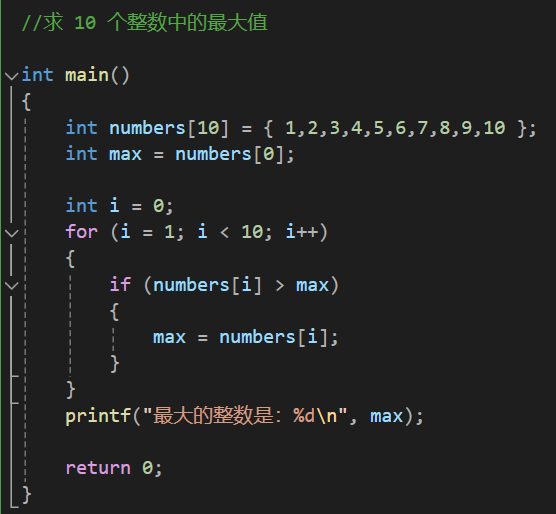 //求 10 个整数中的最大值
int main()
{
int numbers[10] = { 1,2,3,4,5,6,7,8,9,10 };
int max = numbers[0];
int i = 0;
for (i = 1; i < 10; i++)
{
if (numbers[i] > max)
{
max = numbers[i];
}
}
printf("最大的整数是：%d\n", max);
return 0;
}